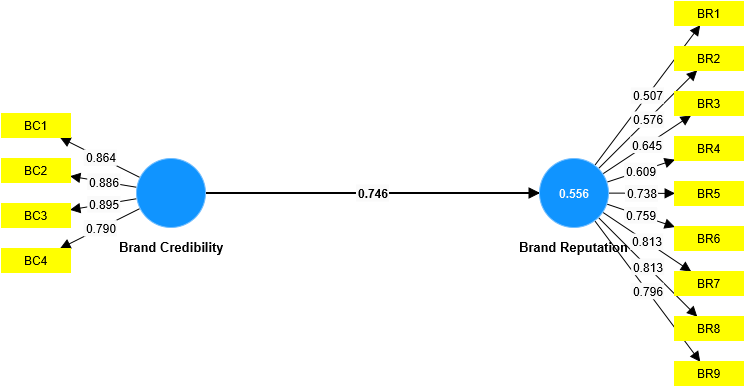 BC1
BC2
BC3
BC4
0.864
0.886
0.895
0.790
Brand Credibility
0.746
0.556
Brand Reputation
0.507
0.576
0.645
0.609
0.738
0.759
0.813
0.813
0.796
BR1
BR2
BR3
BR4
BR5
BR6
BR7
BR8
BR9